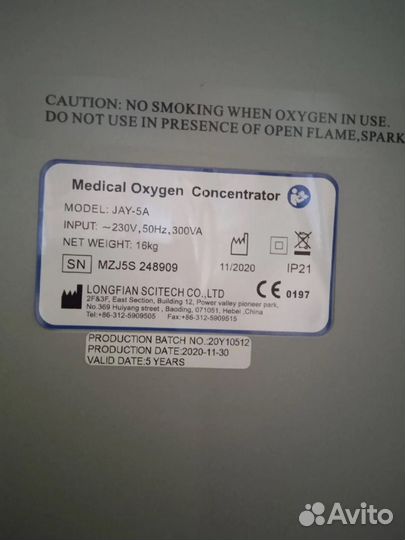 CAUTION: NO SMOKING WHEN OXYGEN IN USE.
DO NOT USE IN PRESENCE OF OPEN FLAME,SPARK
Medical Oxygen Concentrator
MODEL: JAY-5A
INPUT: ~230V,50Hz,300VA
NET WEIGHT: 16kg
SN MZJ5S 248909
11/2020
IP21
LONGFIAN SCITECH CO.,LTD
CE 0197
2F&3F, East Section, Building 12, Power valley pioneer park,
No.369 Huiyang street , Baoding, 071051, Hebei ,China
Tel:+86-312-5909505 Fax:+86-312-5909515
PRODUCTION BATCH NO.:20Y10512
PRODUCTION DATE:2020-11-30
VALID DATE:5 YEARS
Avito